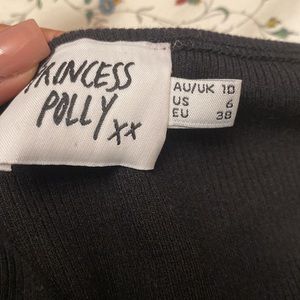 PRINCESS
POLLY xx
AU/UK 10
US 6
EU 38